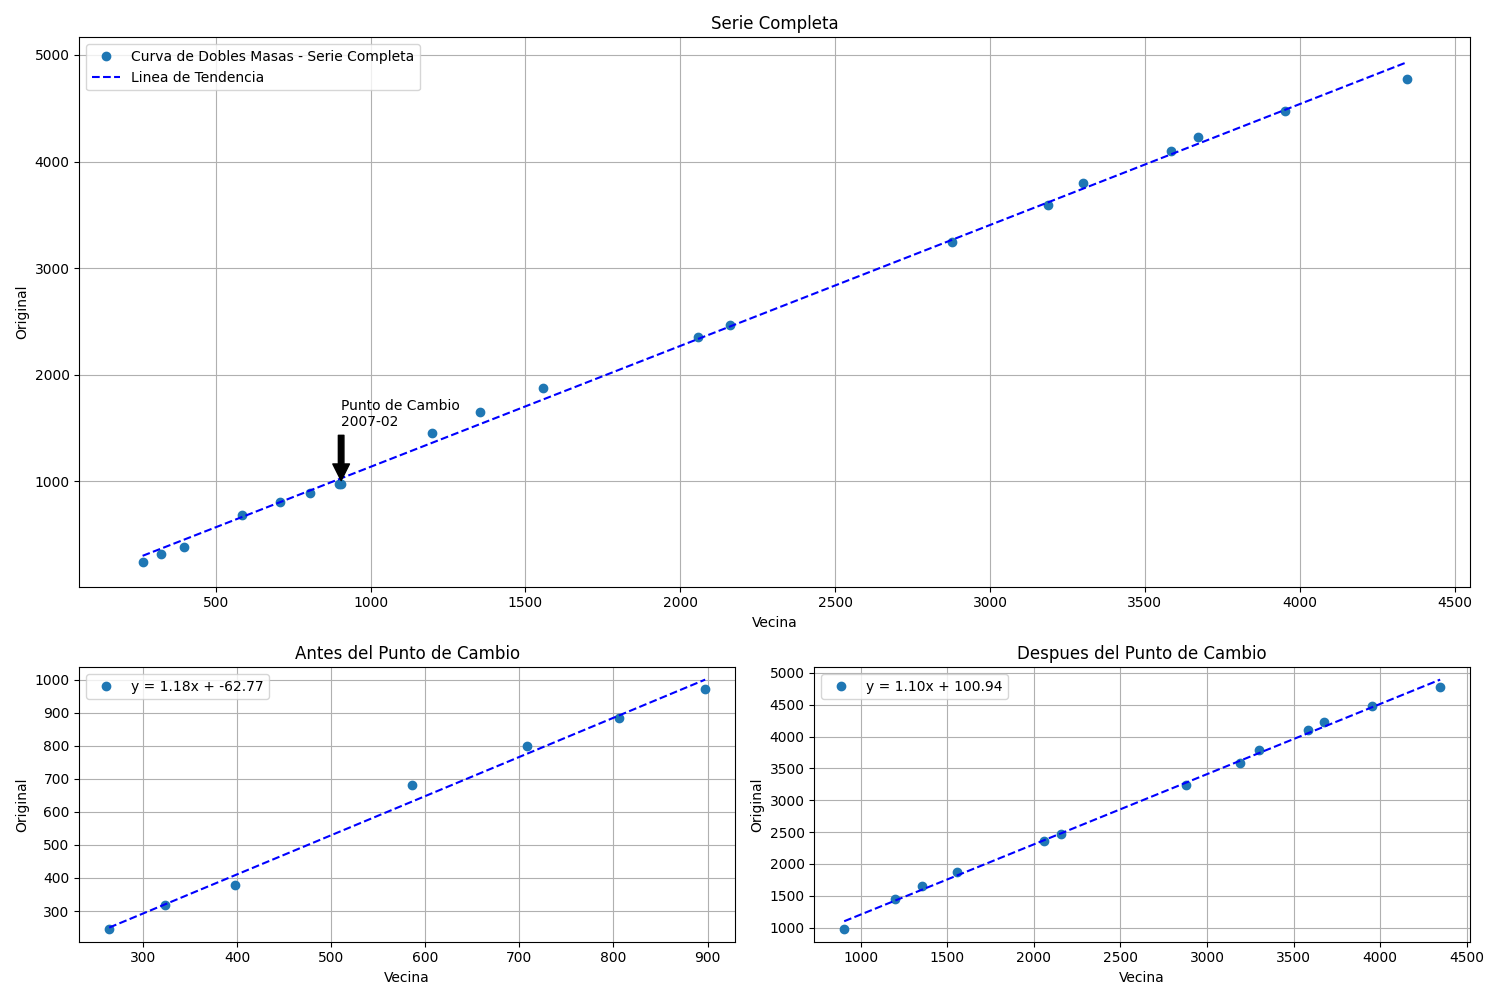 Serie Completa
Curva de Dobles Masas - Serie Completa
Linea de Tendencia
5000
4000
3000
2000
1000
Original
Punto de Cambio
2007-02
500 1000 1500 2000 2500 3000 3500 4000 4500
Vecina
Antes del Punto de Cambio
y = 1.18x + -62.77
1000
900
800
700
600
500
400
300
Original
300 400 500 600 700 800 900
Vecina
Despues del Punto de Cambio
y = 1.10x + 100.94
5000
4500
4000
3500
3000
2500
2000
1500
1000
Original
1000 1500 2000 2500 3000 3500 4000 4500
Vecina